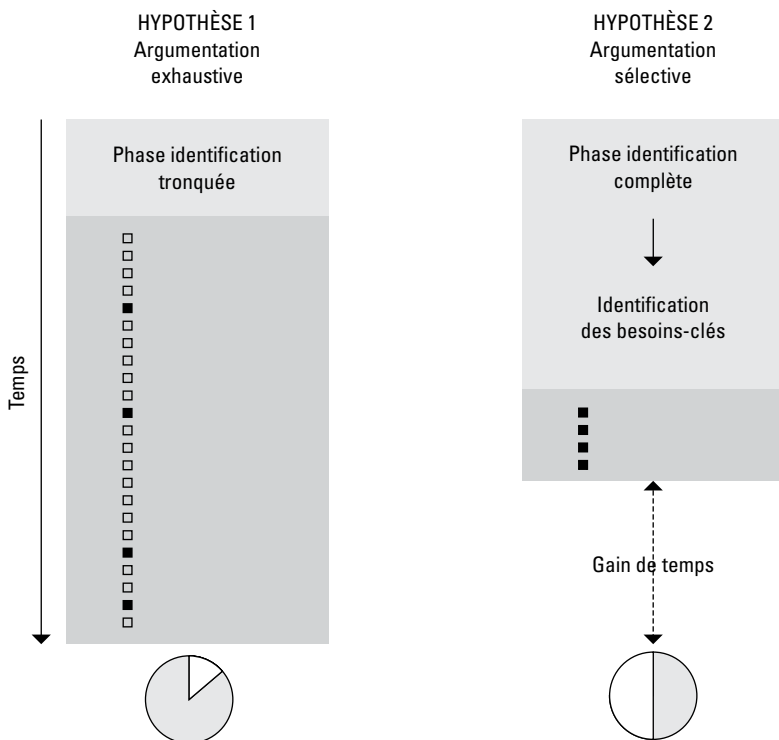 HYPOTHÈSE 1
Argumentation
exhaustive
HYPOTHÈSE 2
Argumentation
sélective
Temps
Phase identification
tronquée
Phase identification
complète
Identification
des besoins-clés
Gain de temps